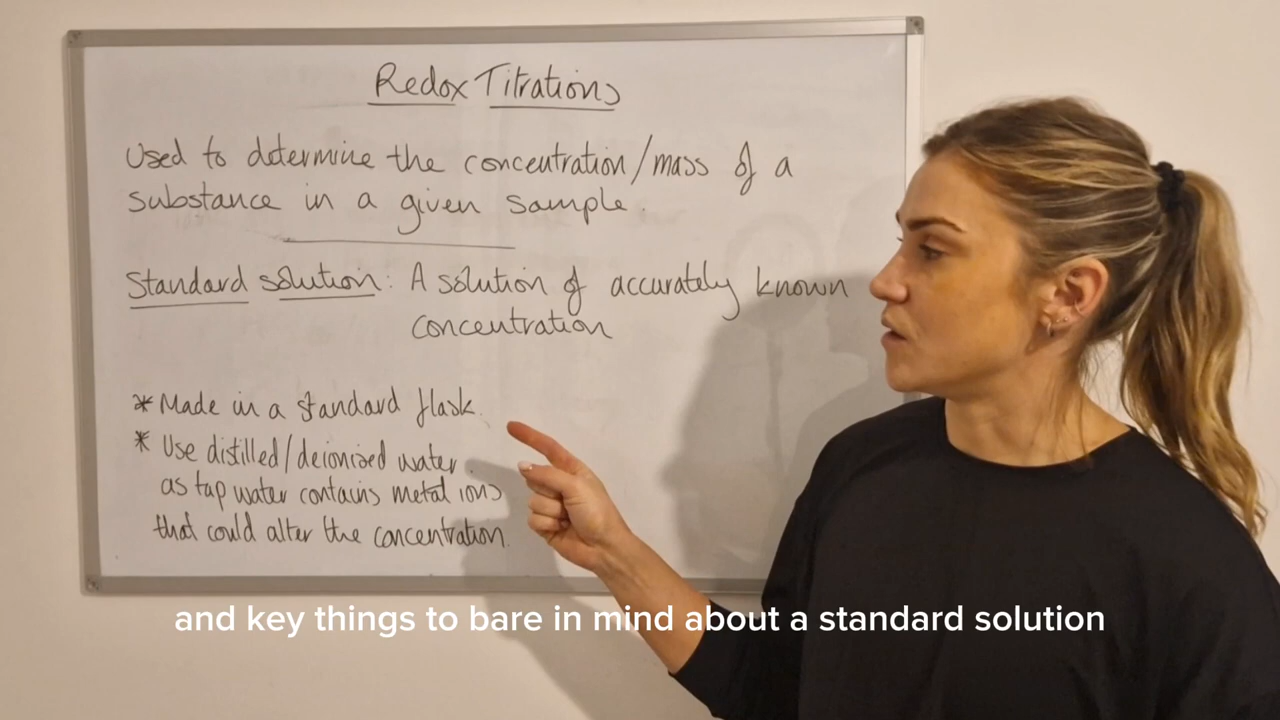 Redox Titrations
Used to determine the concentration/mass of a
substance in a given sample.
Standard solution: A solution of accurately known
concentration
* Made in a standard flask.
* Use distilled/deionised water
as tap water contains metal ions
that could alter the concentration.
and key things to bare in mind about a standard solution